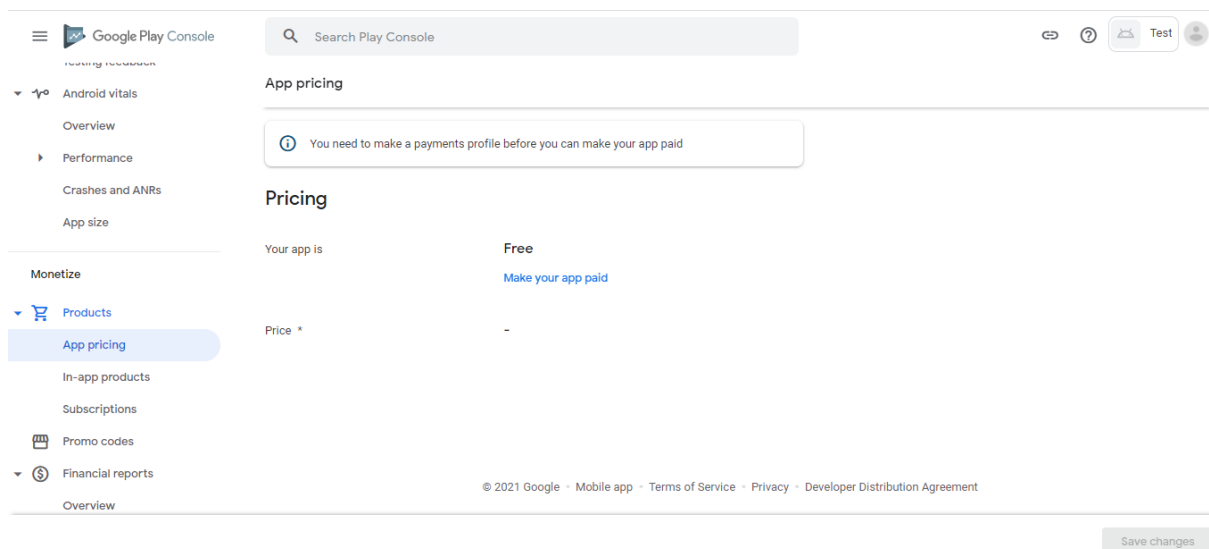 Google Play Console
Search Play Console
Test
Testing feedback
Android vitals
Overview
Performance
Crashes and ANRs
App size
Monetize
Products
App pricing
In-app products
Subscriptions
Promo codes
Financial reports
Overview
App pricing
You need to make a payments profile before you can make your app paid
Pricing
Your app is Free
Make your app paid
Price * -
© 2021 Google Mobile app Terms of Service Privacy Developer Distribution Agreement
Save changes